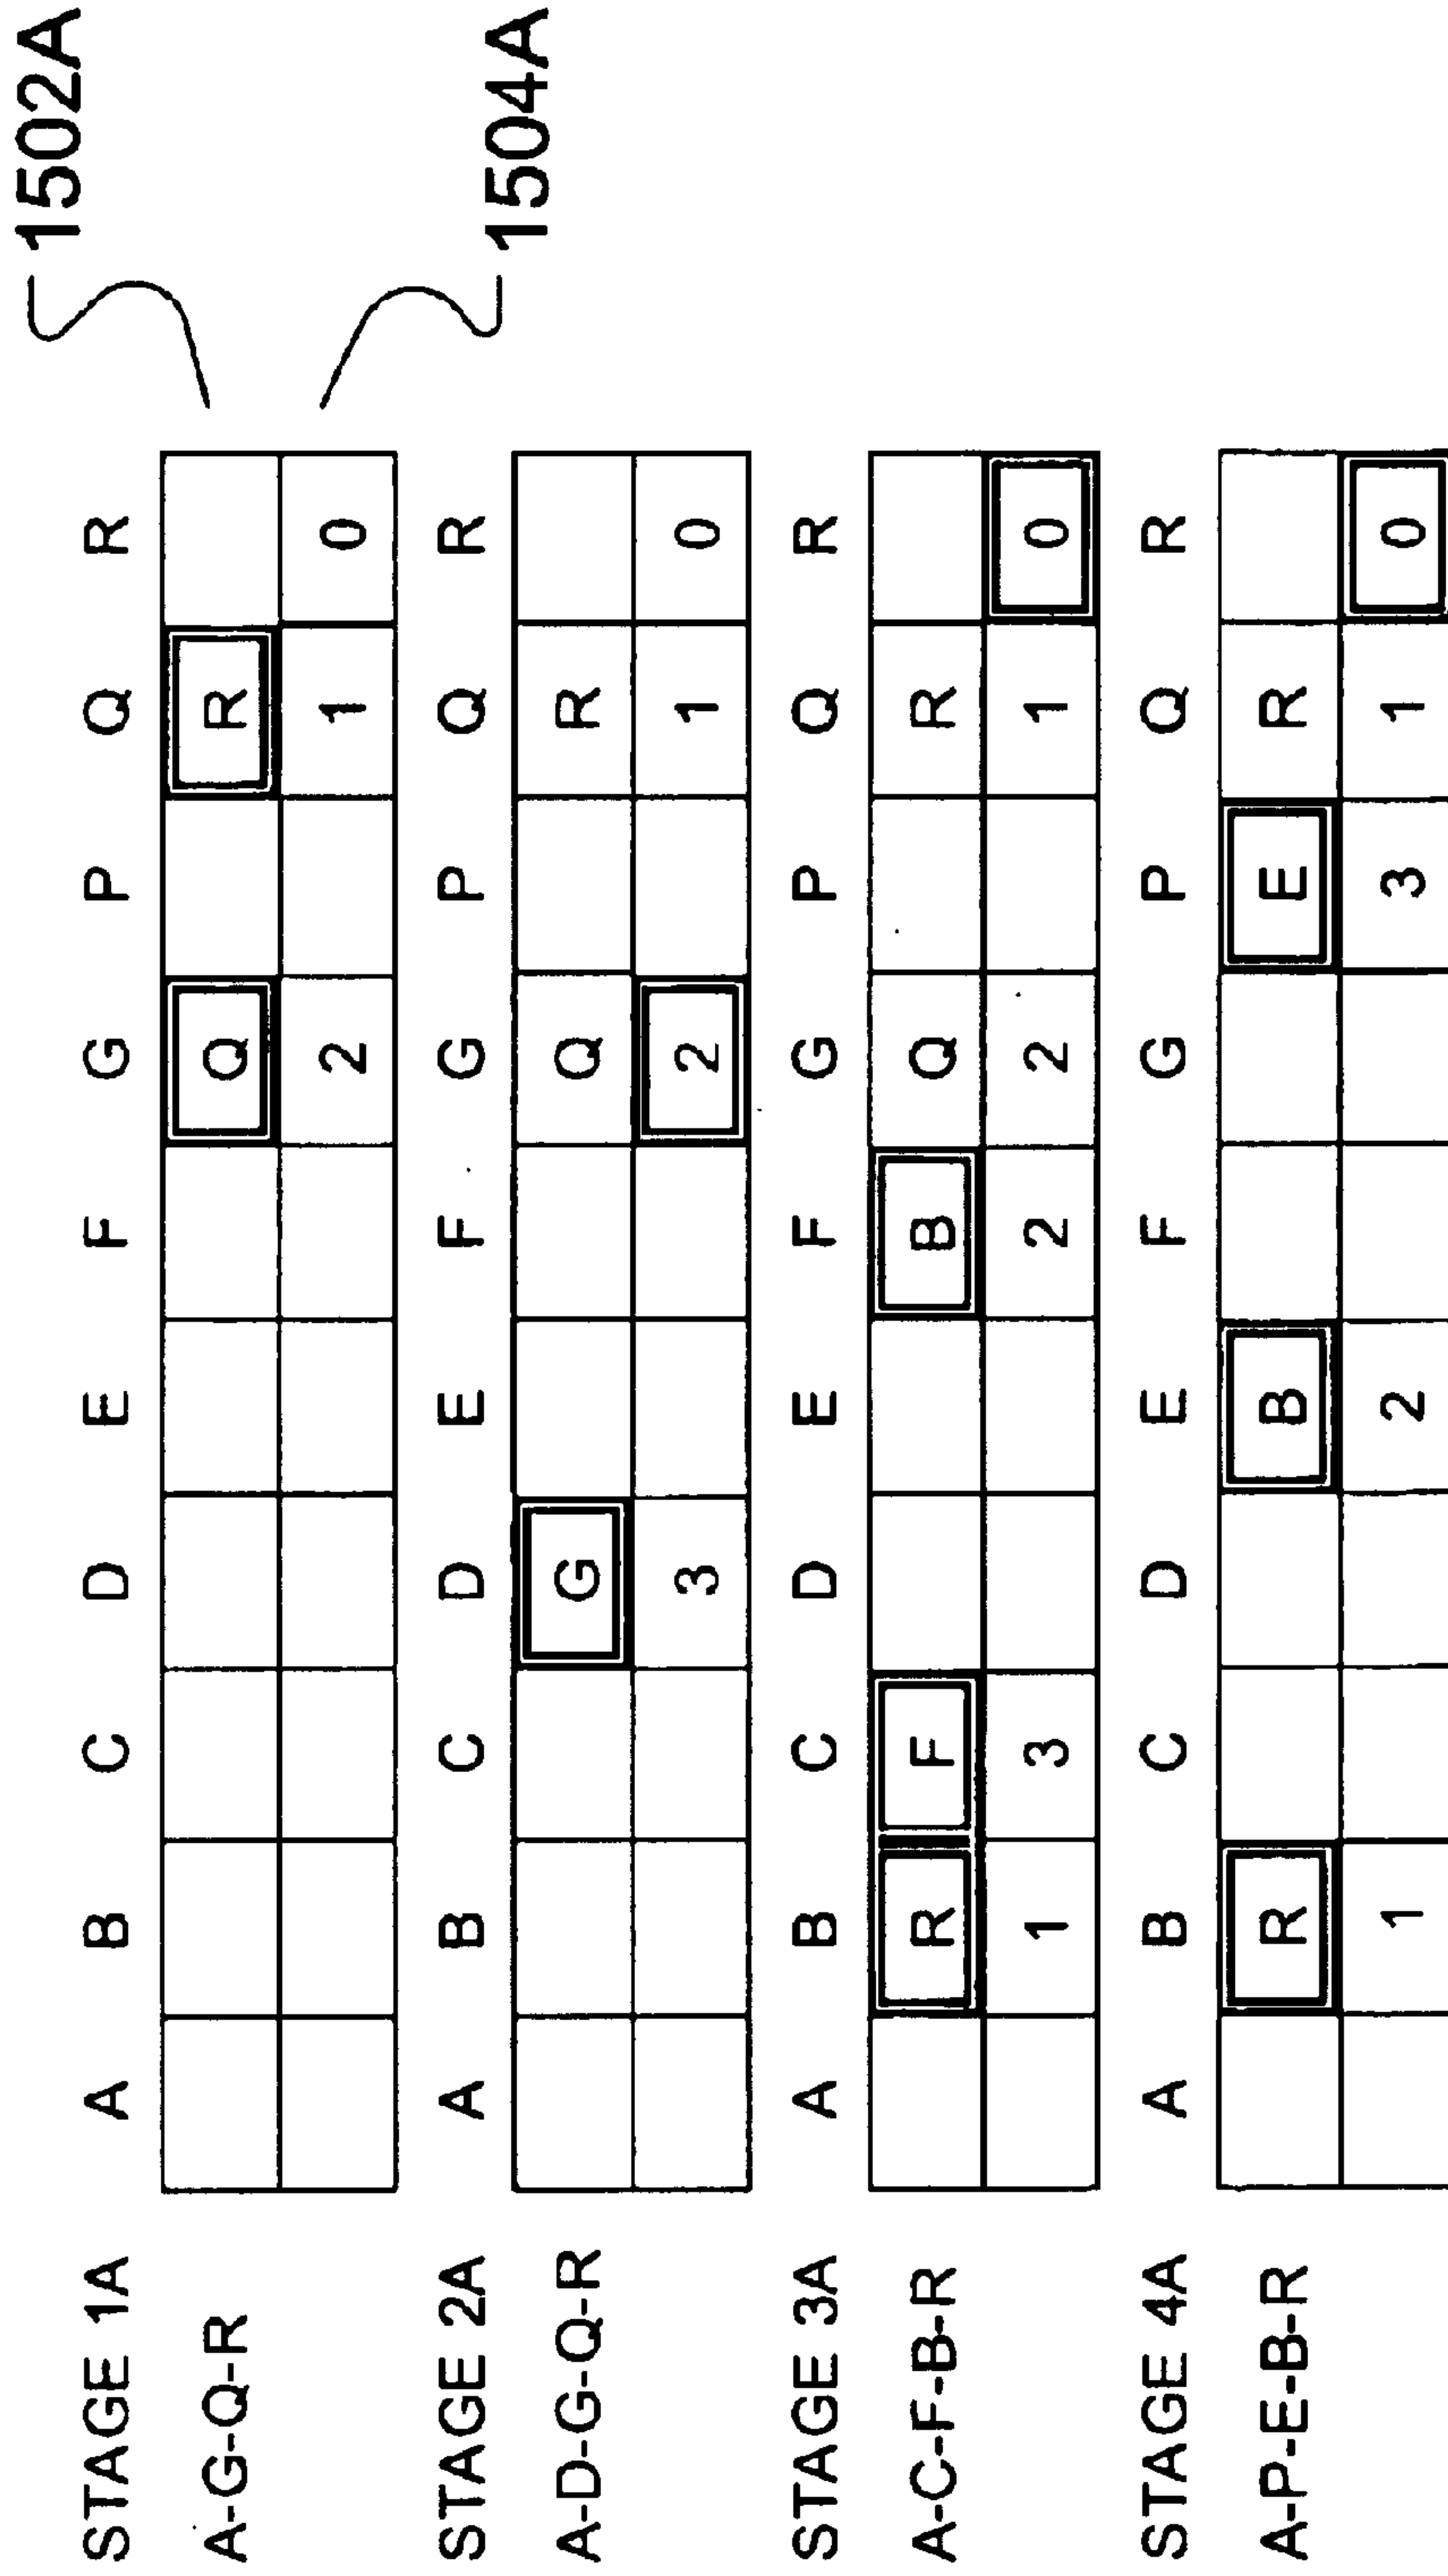 1502A
1504A
STAGE 1A A B C D E F G P Q R
A-G-Q-R Q R
2 1 0
STAGE 2A A B C D E F G P Q R
A-D-G-Q-R G Q R
3 2 1 0
STAGE 3A A B C D E F G P Q R
A-C-F-B-R R F B Q R
1 3 2 2 1 0
STAGE 4A A B C D E F G P Q R
A-P-E-B-R R B E R
1 2 3 1 0